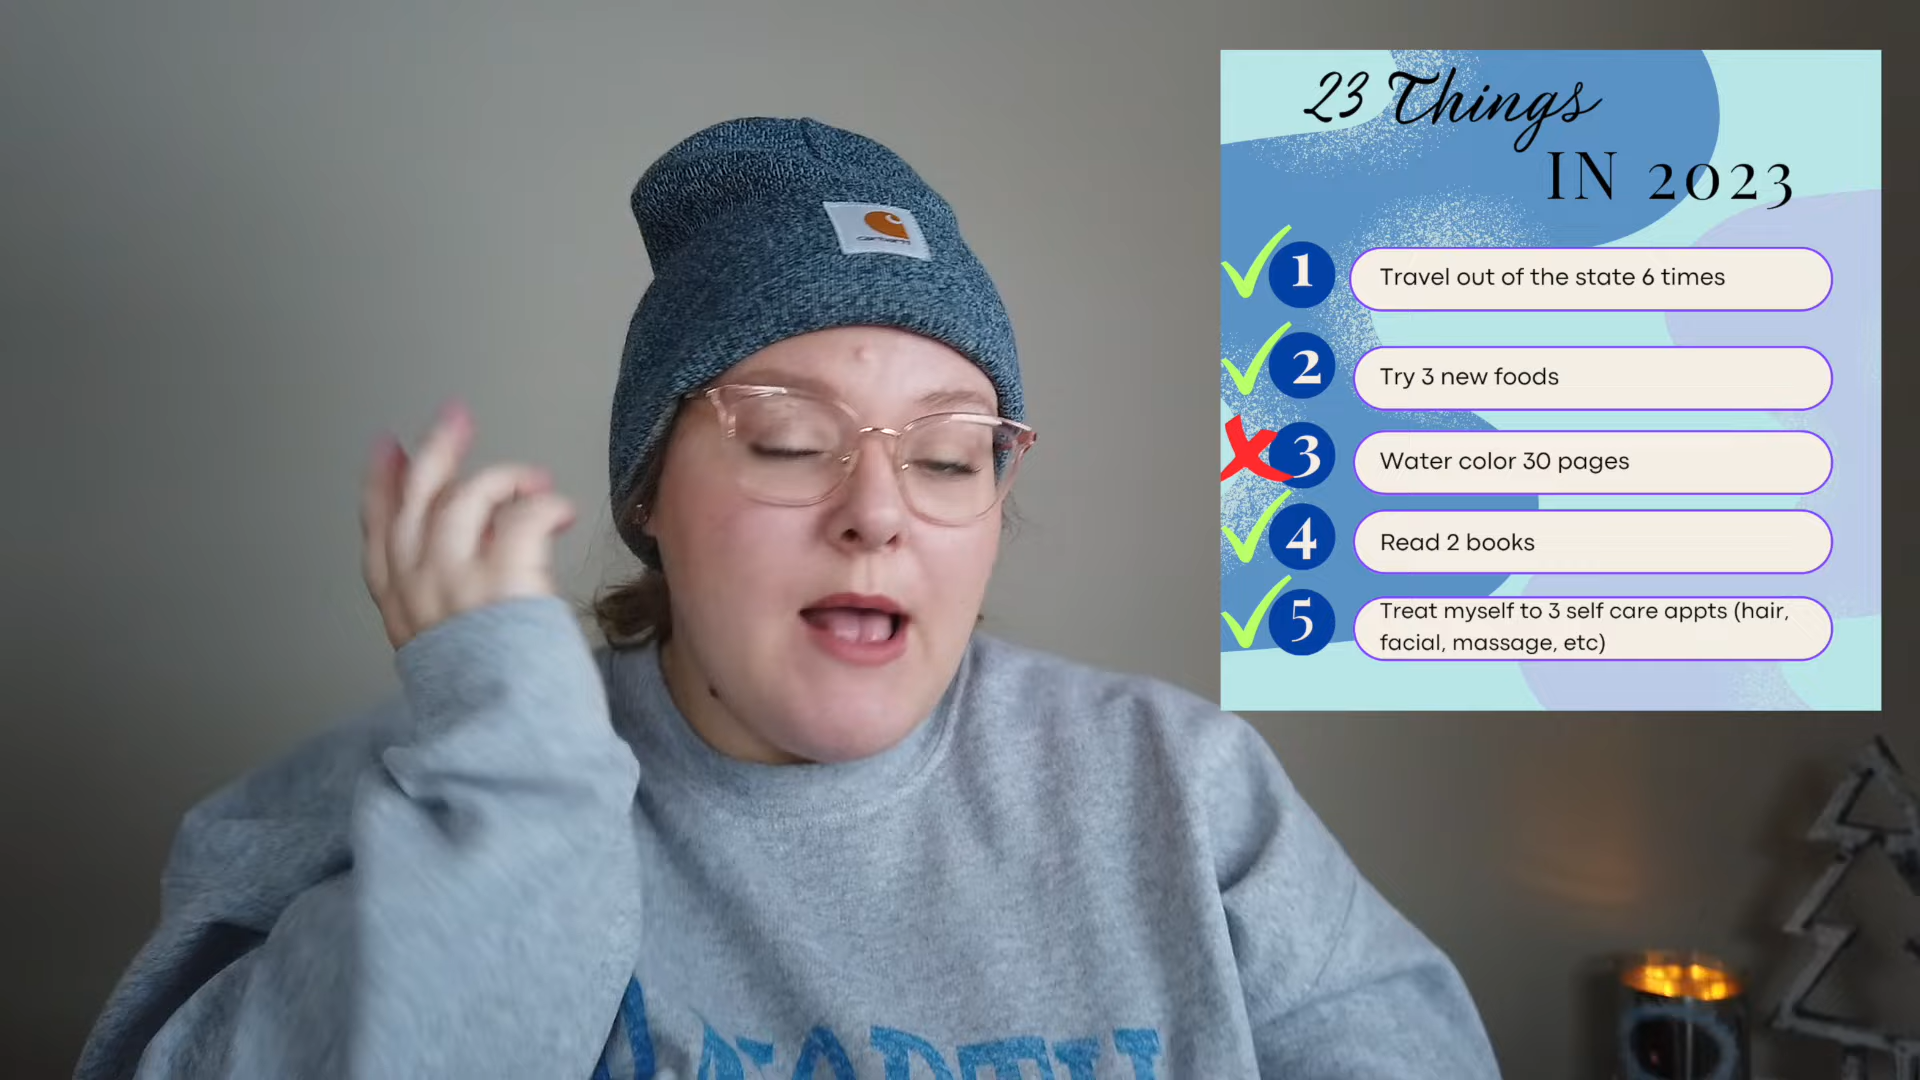 23 Things
IN 2023
1
Travel out of the state 6 times
2
Try 3 new foods
3
Water color 30 pages
4
Read 2 books
5
Treat myself to 3 self care appts (hair,
facial, massage, etc)
carhartt